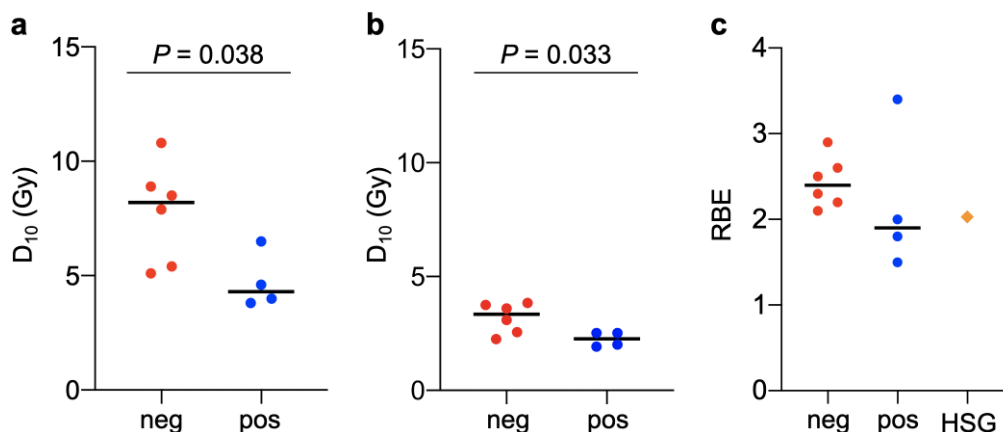 a
P = 0.038
15
10
5
0
D₁₀ (Gy)
neg pos
b
P = 0.033
15
10
5
0
D₁₀ (Gy)
neg pos
c
4
3
2
1
0
RBE
neg pos HSG